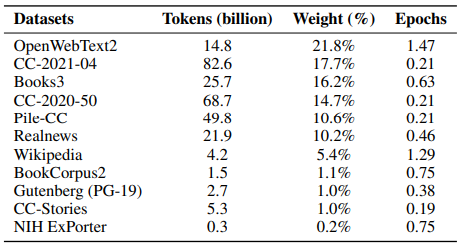 Datasets Tokens (billion) Weight (%) Epochs
OpenWebText2 14.8 21.8% 1.47
CC-2021-04 82.6 17.7% 0.21
Books3 25.7 16.2% 0.63
CC-2020-50 68.7 14.7% 0.21
Pile-CC 49.8 10.6% 0.21
Realnews 21.9 10.2% 0.46
Wikipedia 4.2 5.4% 1.29
BookCorpus2 1.5 1.1% 0.75
Gutenberg (PG-19) 2.7 1.0% 0.38
CC-Stories 5.3 1.0% 0.19
NIH ExPorter 0.3 0.2% 0.75